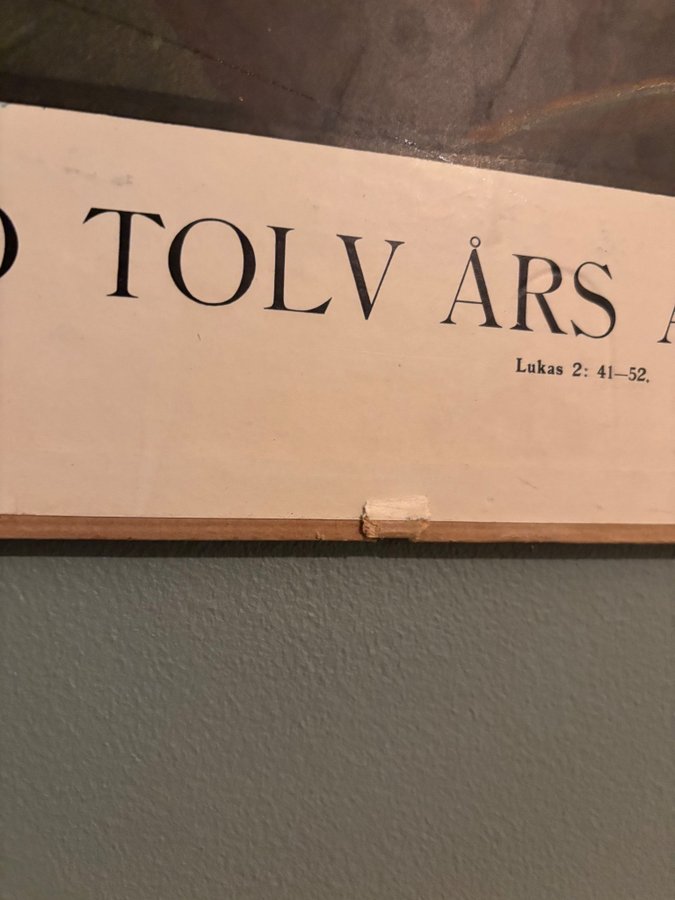 TOLV ÅRS
Lukas 2: 41—52.